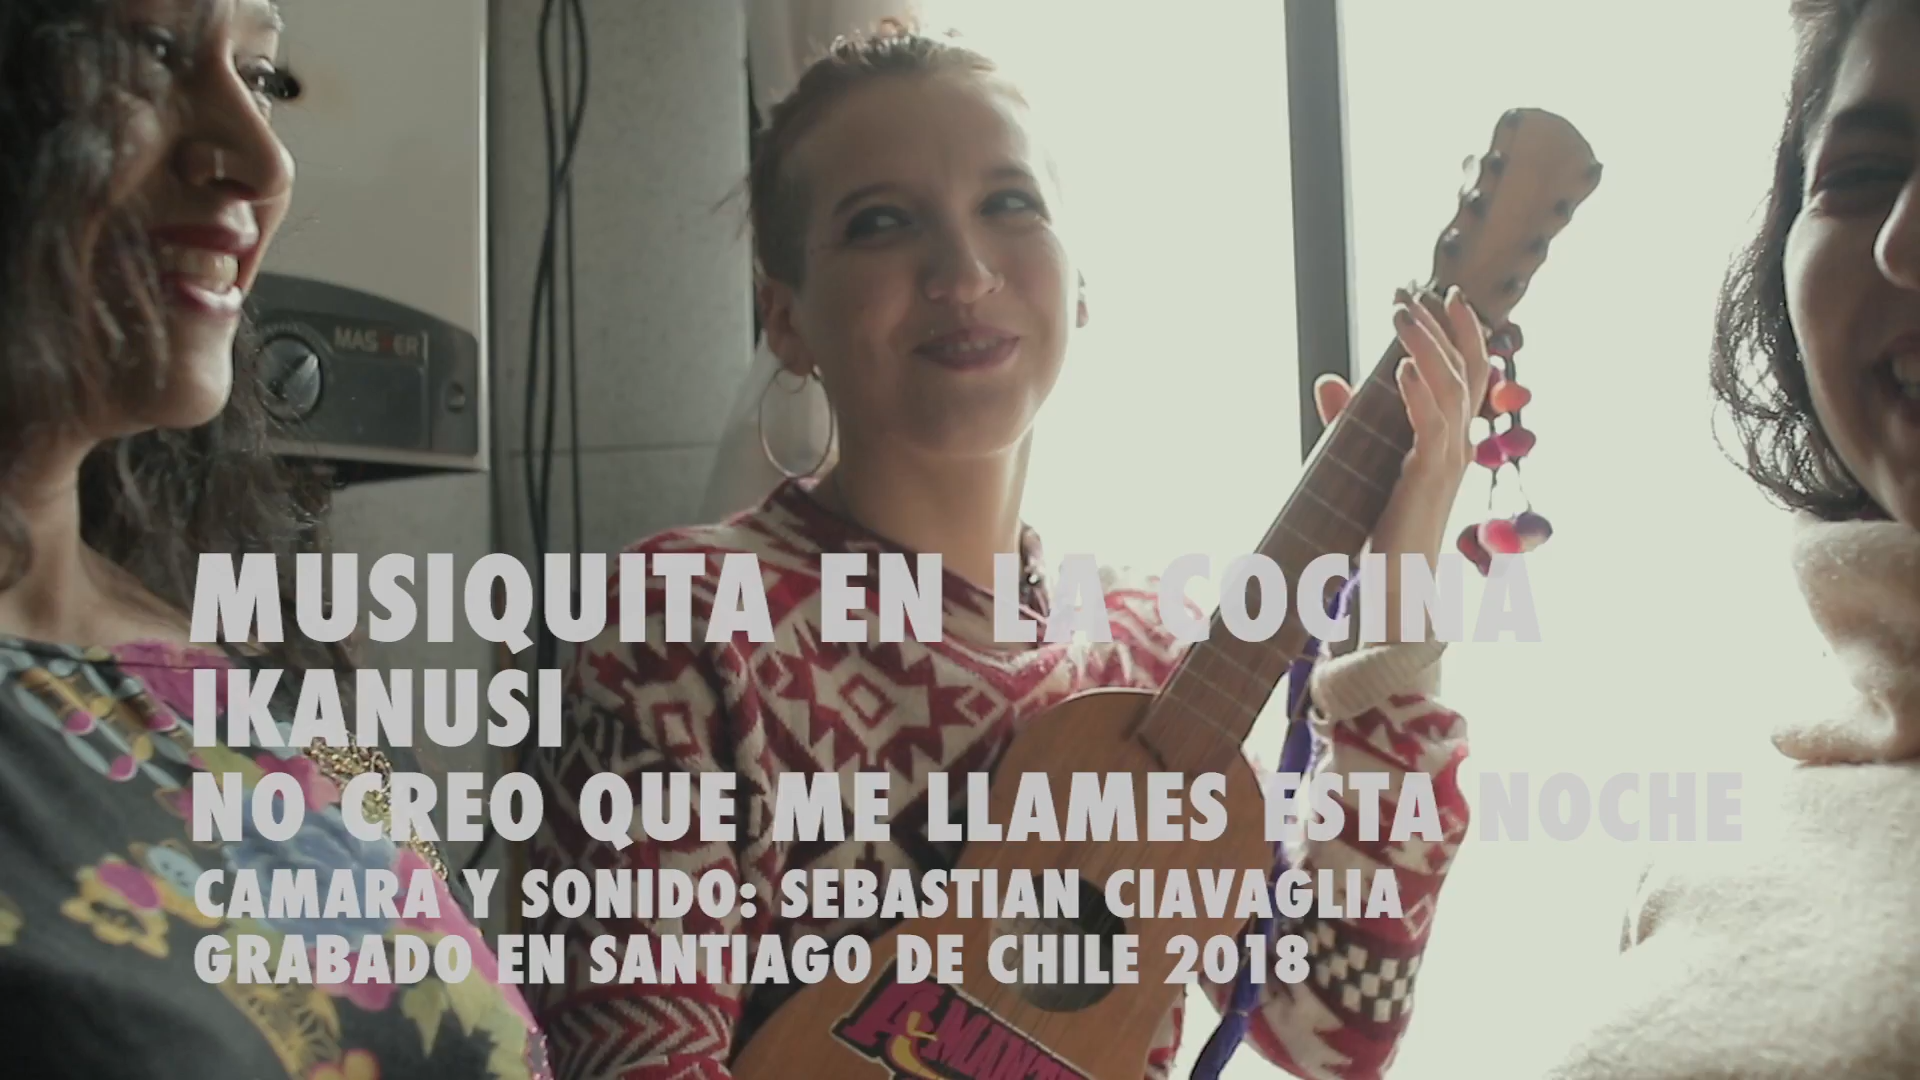 MASTER
MUSIQUITA EN LA COCINA
IKANUSI
NO CREO QUE ME LLAMES ESTA NOCHE
CAMARA Y SONIDO: SEBASTIAN CIAVAGLIA
GRABADO EN SANTIAGO DE CHILE 2018